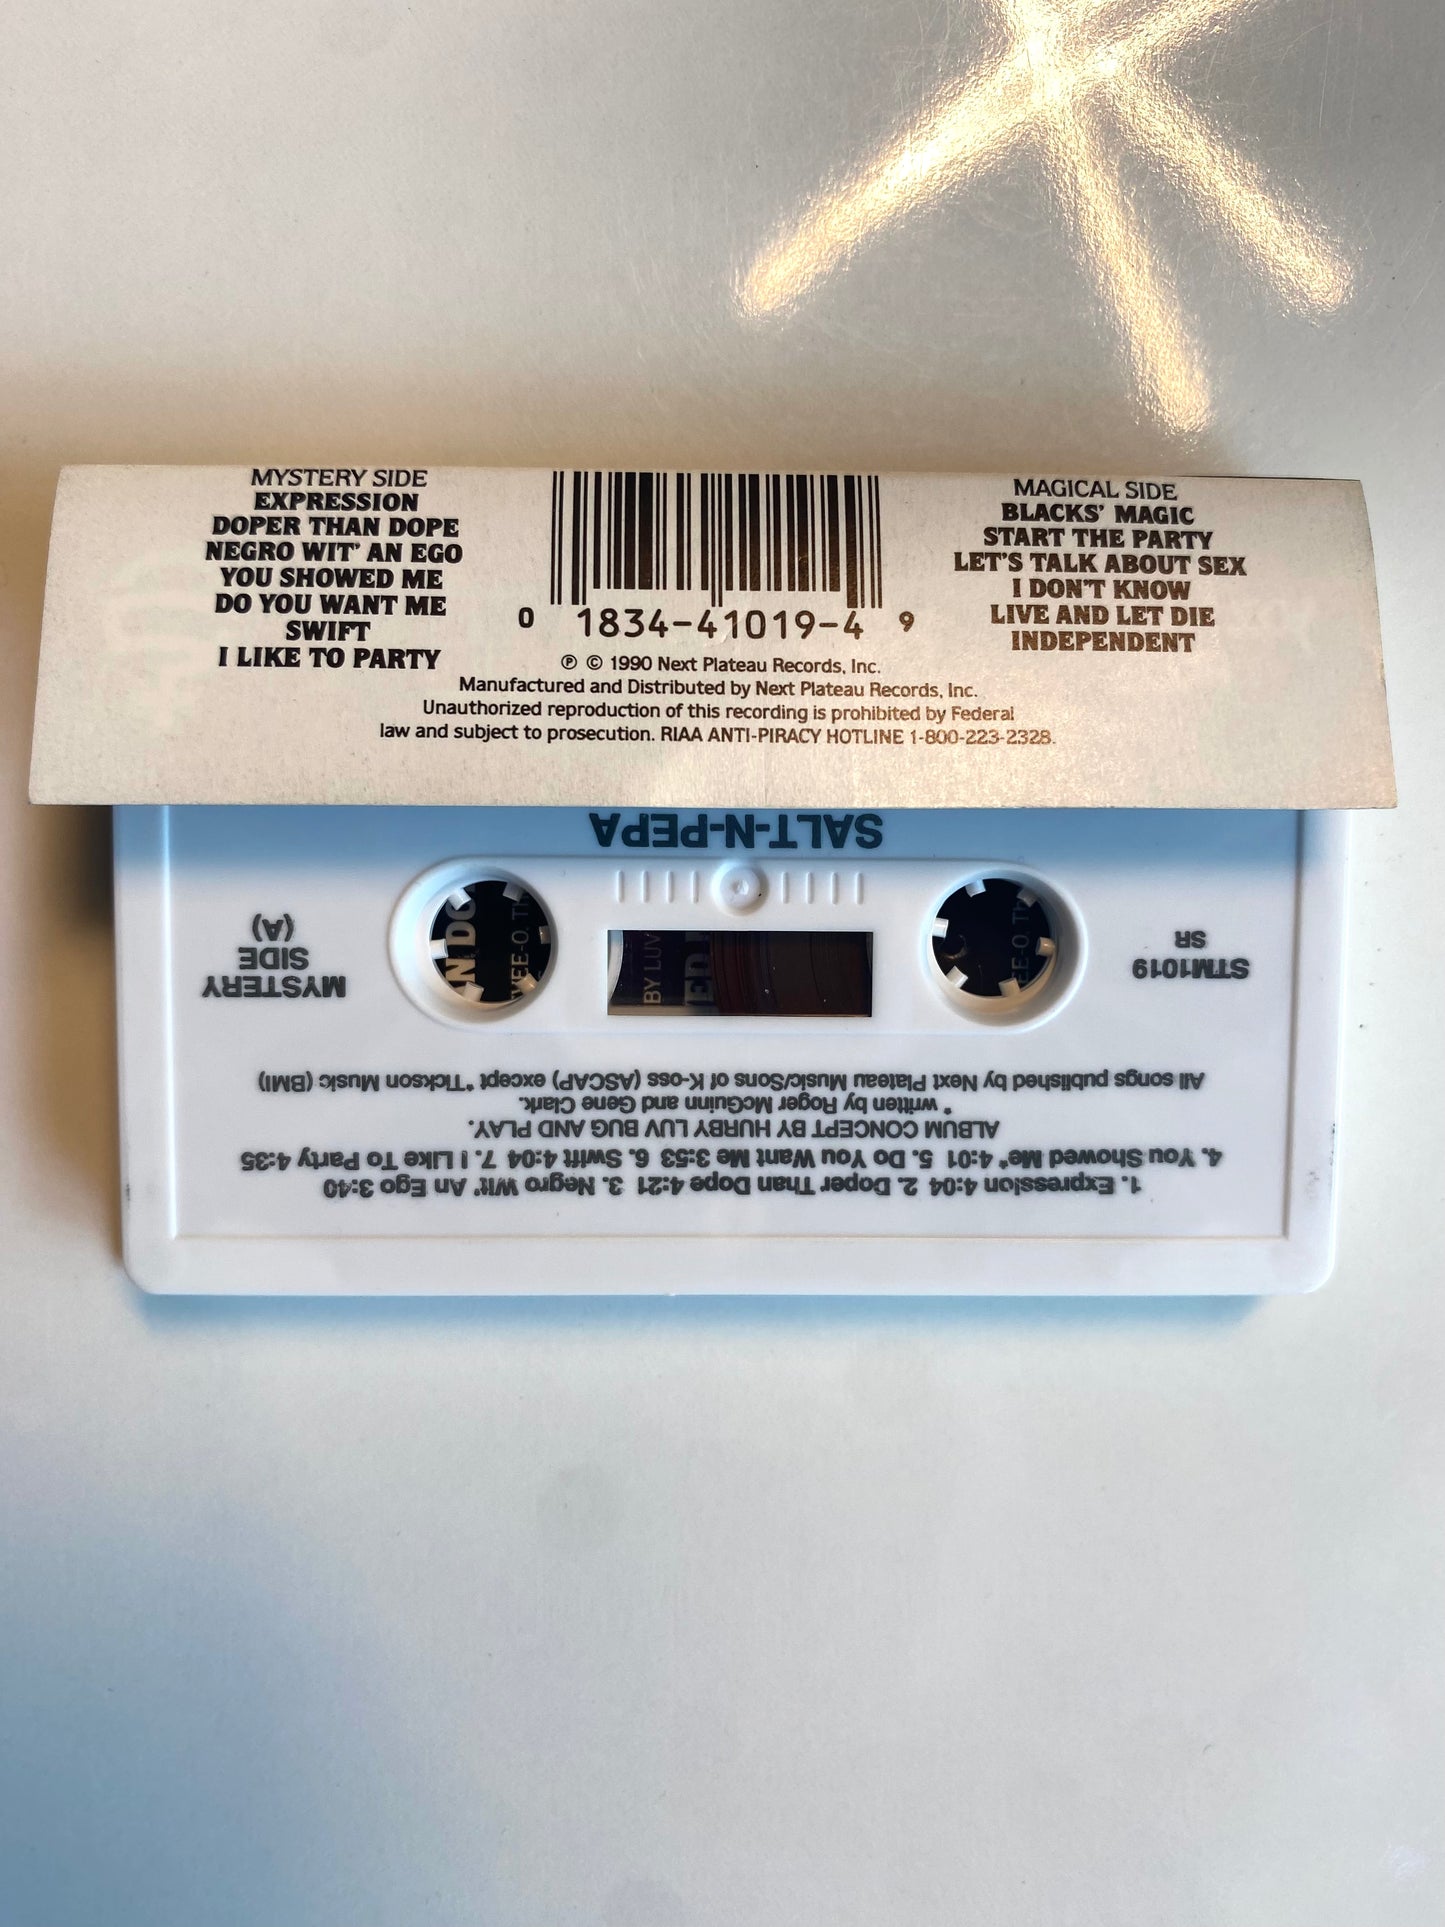 MYSTERY SIDE
EXPRESSION
DOPER THAN DOPE
NEGRO WIT' AN EGO
YOU SHOWED ME
DO YOU WANT ME
SWIFT
I LIKE TO PARTY
0 1834-41019-4 9
MAGICAL SIDE
BLACKS' MAGIC
START THE PARTY
LET'S TALK ABOUT SEX
I DON'T KNOW
LIVE AND LET DIE
INDEPENDENT
℗ © 1990 Next Plateau Records, Inc.
Manufactured and Distributed by Next Plateau Records, Inc.
Unauthorized reproduction of this recording is prohibited by Federal
law and subject to prosecution. RIAA ANTI-PIRACY HOTLINE 1-800-223-2328.
1. Expression 4:04 2. Doper Than Dope 4:21 3. Negro Wit' An Ego 3:40
4. You Showed Me* 4:01 5. Do You Want Me 3:53 6. Swift 4:04 7. I Like To Party 4:35
ALBUM CONCEPT BY HURBY LUV BUG AND PLAY.
* written by Roger McGuinn and Gene Clark.
All songs published by Next Plateau Music/Sons of K-oss (ASCAP) except *Tickson Music (BMI)
STM1019
SR
MYSTERY
SIDE
(A)
SALT-N-PEPA
BY LUV